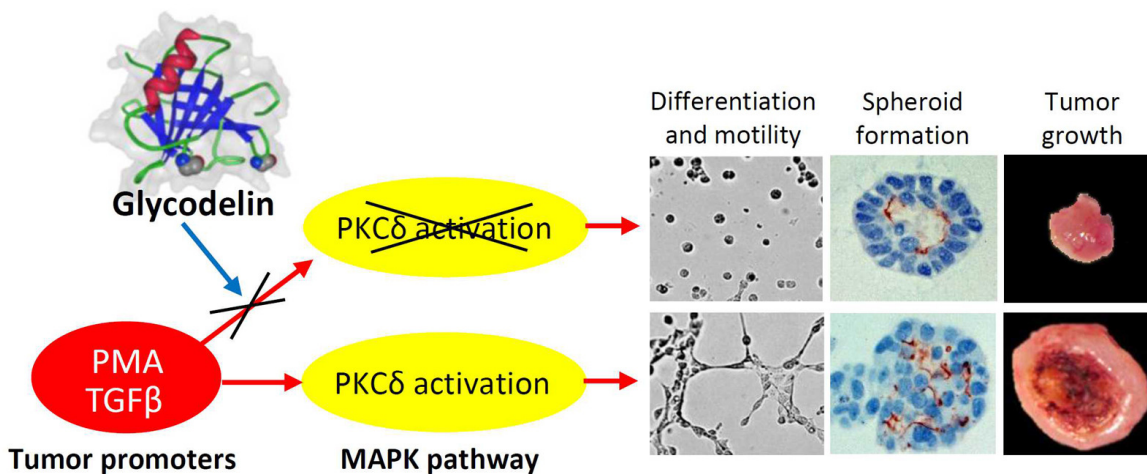 Glycodelin
Differentiation
and motility
Spheroid
formation
Tumor
growth
PKCδ activation
PMA
TGFβ
PKCδ activation
Tumor promoters
MAPK pathway